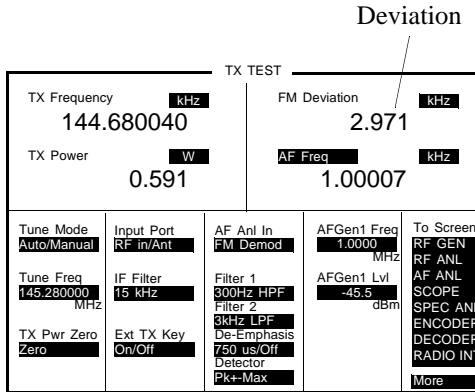 Deviation
TX TEST
TX Frequency kHz
144.680040
FM Deviation kHz
2.971
TX Power W
0.591
AF Freq kHz
1.00007
Tune Mode
Auto/Manual
Tune Freq
145.280000
MHz
TX Pwr Zero
Zero
Input Port
RF in/Ant
IF Filter
15 kHz
Ext TX Key
On/Off
AF Anl In
FM Demod
Filter 1
300Hz HPF
Filter 2
3kHz LPF
De-Emphasis
750 us/Off
Detector
Pk+-Max
AFGen1 Freq
1.0000
MHz
AFGen1 Lvl
-45.5
dBm
To Screen
RF GEN
RF ANL
AF ANL
SCOPE
SPEC ANL
ENCODER
DECODER
RADIO INT
More